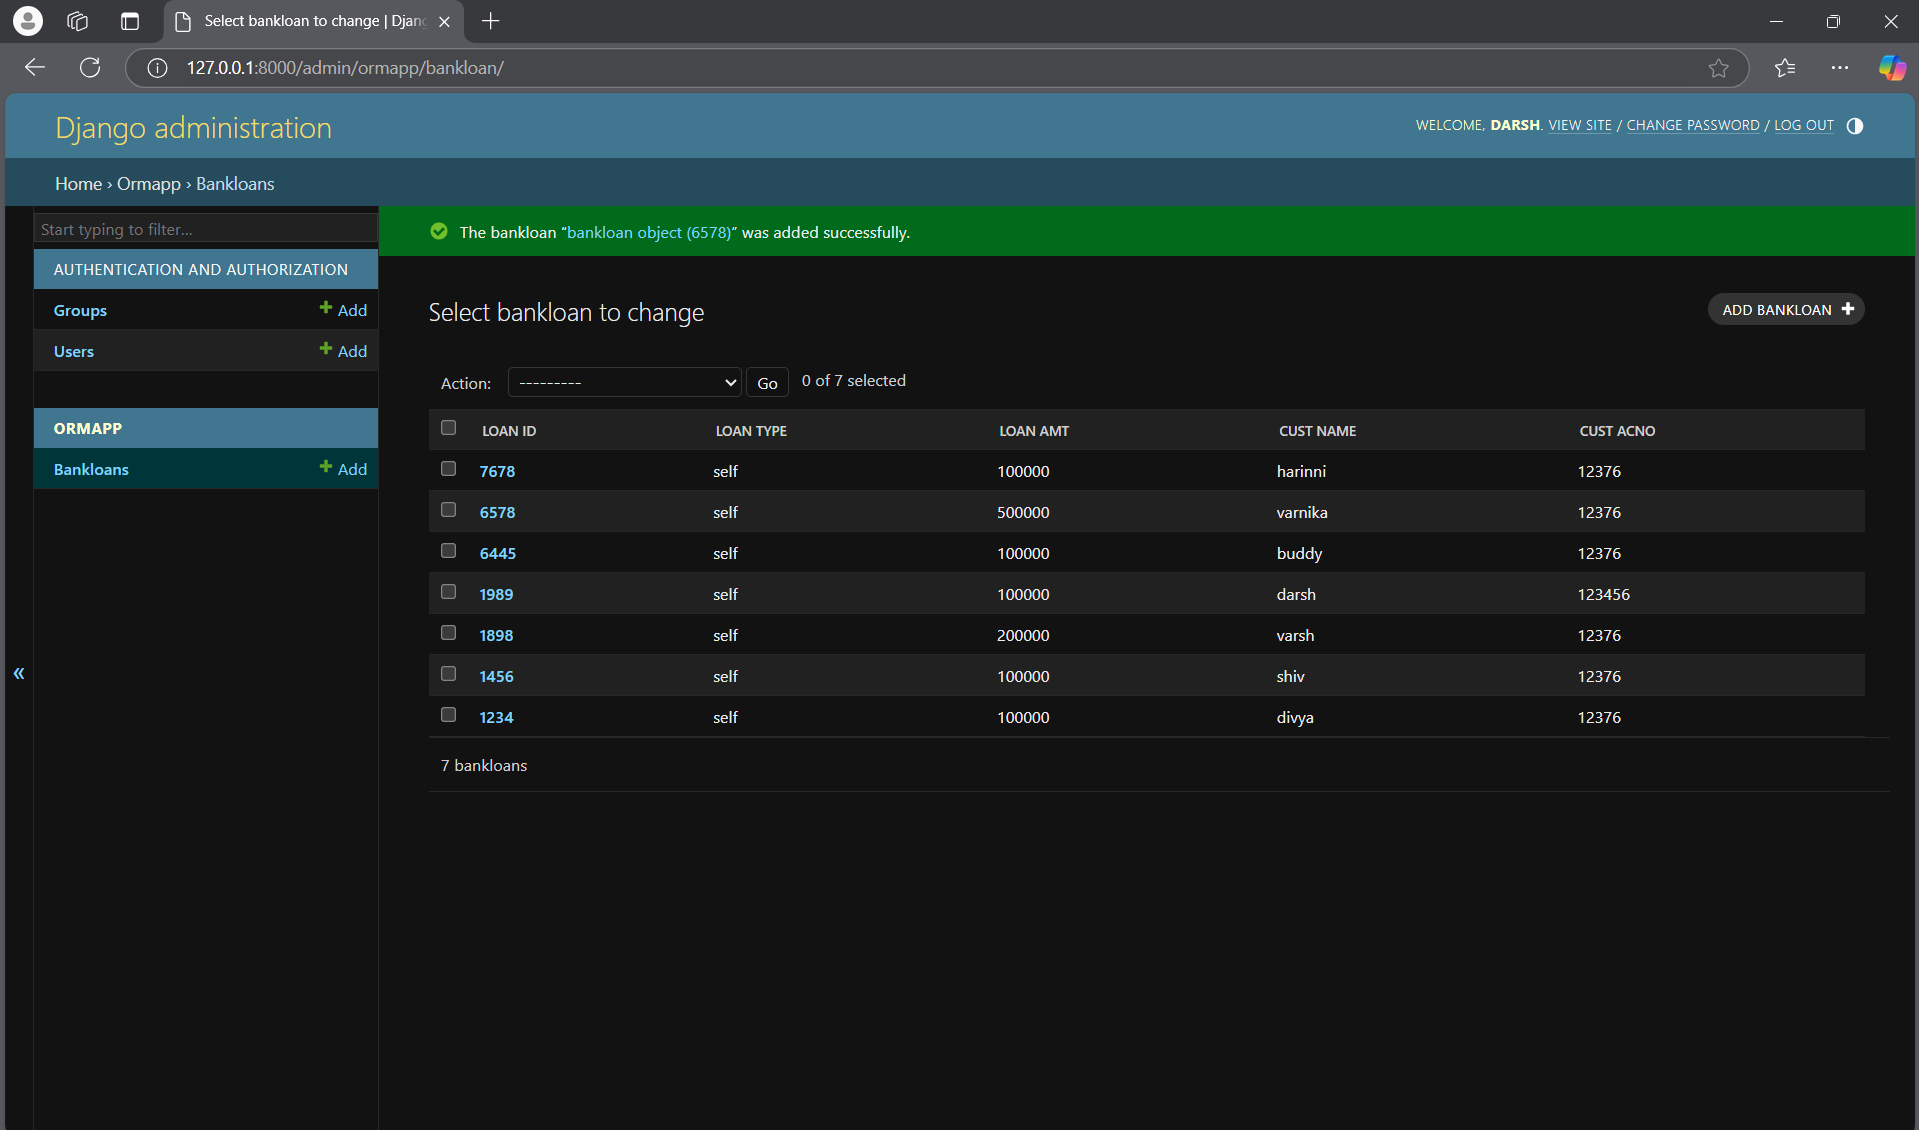 Select bankloan to change | Djang
127.0.0.1:8000/admin/ormapp/bankloan/
Django administration
WELCOME, DARSH. VIEW SITE / CHANGE PASSWORD / LOG OUT
Home › Ormapp › Bankloans
Start typing to filter...
The bankloan “bankloan object (6578)” was added successfully.
AUTHENTICATION AND AUTHORIZATION
Groups Add
Users Add
ORMAPP
Bankloans Add
Select bankloan to change
ADD BANKLOAN
Action: --------- Go 0 of 7 selected
LOAN ID LOAN TYPE LOAN AMT CUST NAME CUST ACNO
7678 self 100000 harinni 12376
6578 self 500000 varnika 12376
6445 self 100000 buddy 12376
1989 self 100000 darsh 123456
1898 self 200000 varsh 12376
1456 self 100000 shiv 12376
1234 self 100000 divya 12376
7 bankloans